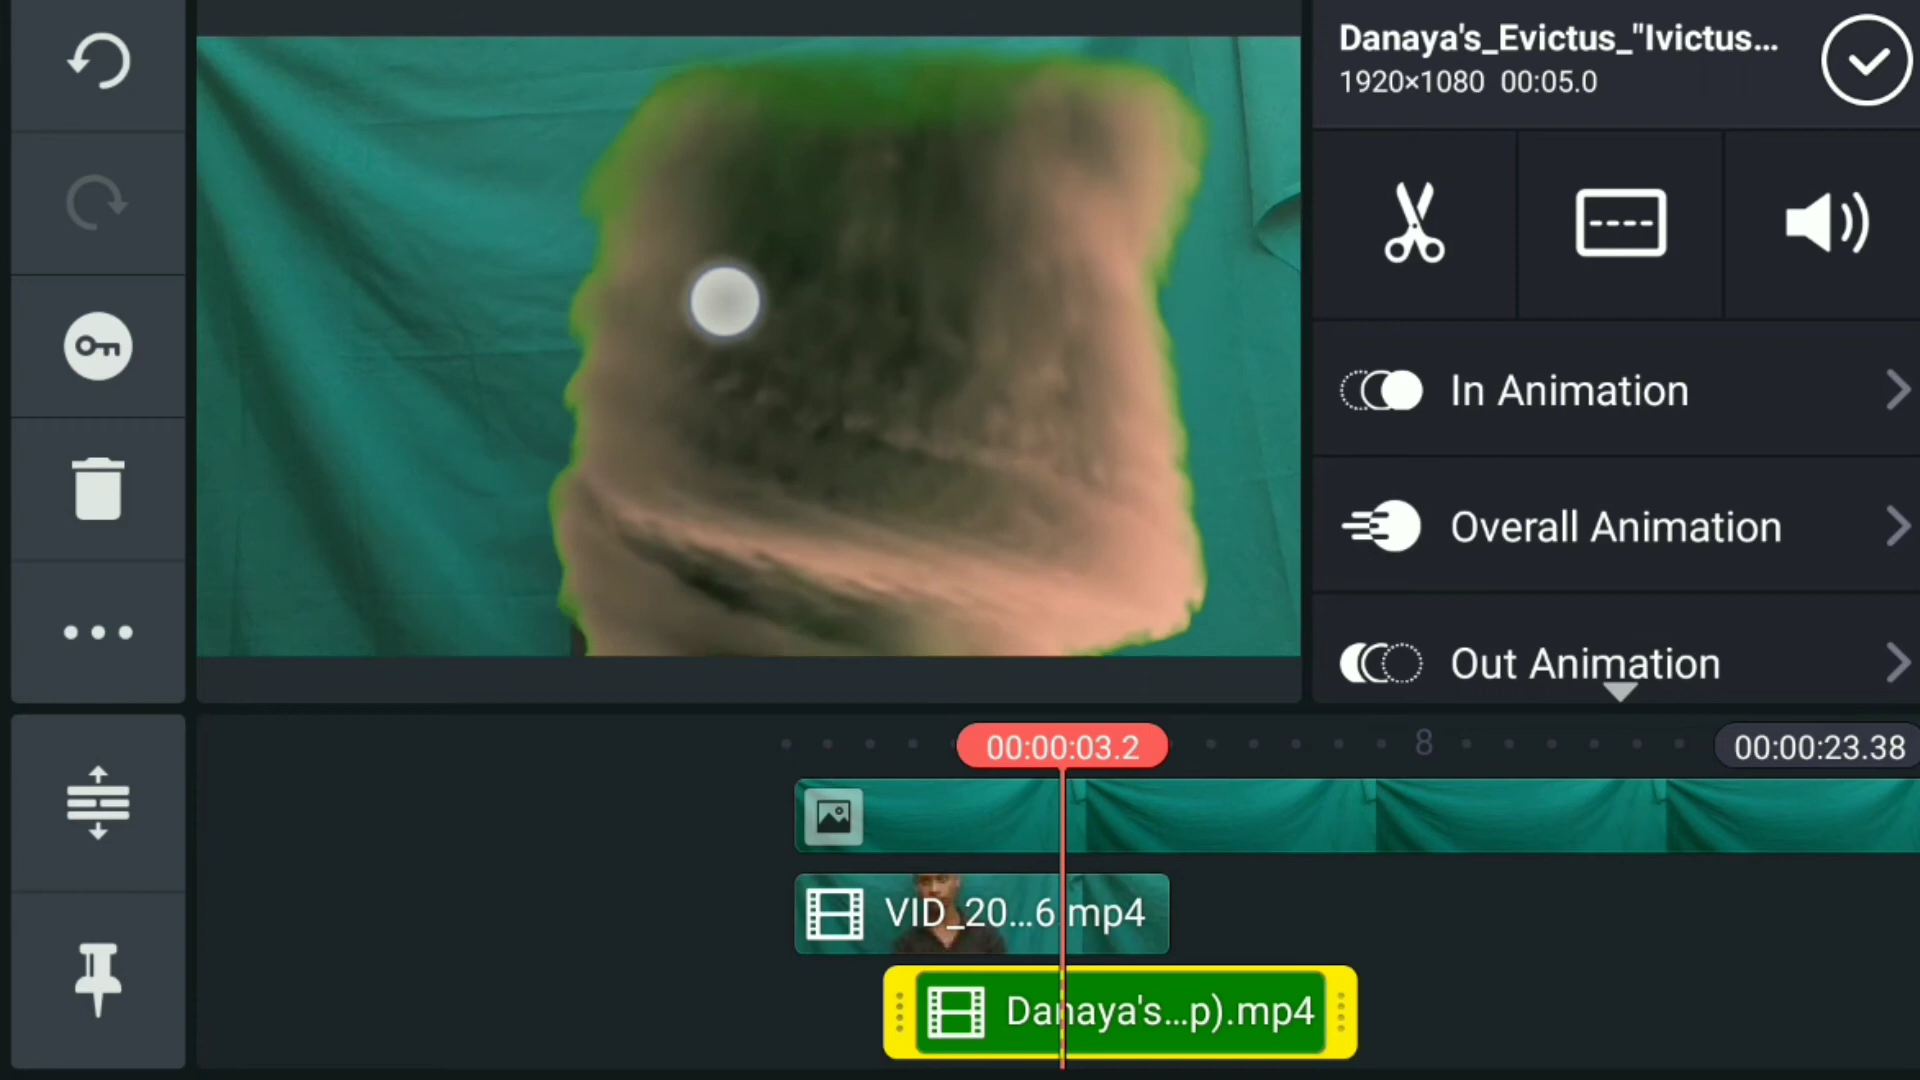 Danaya's_Evictus_"Ivictus...
1920×1080 00:05.0
In Animation
Overall Animation
Out Animation
00:00:03.2
8
00:00:23.38
VID_20...6 mp4
Danaya's...p).mp4